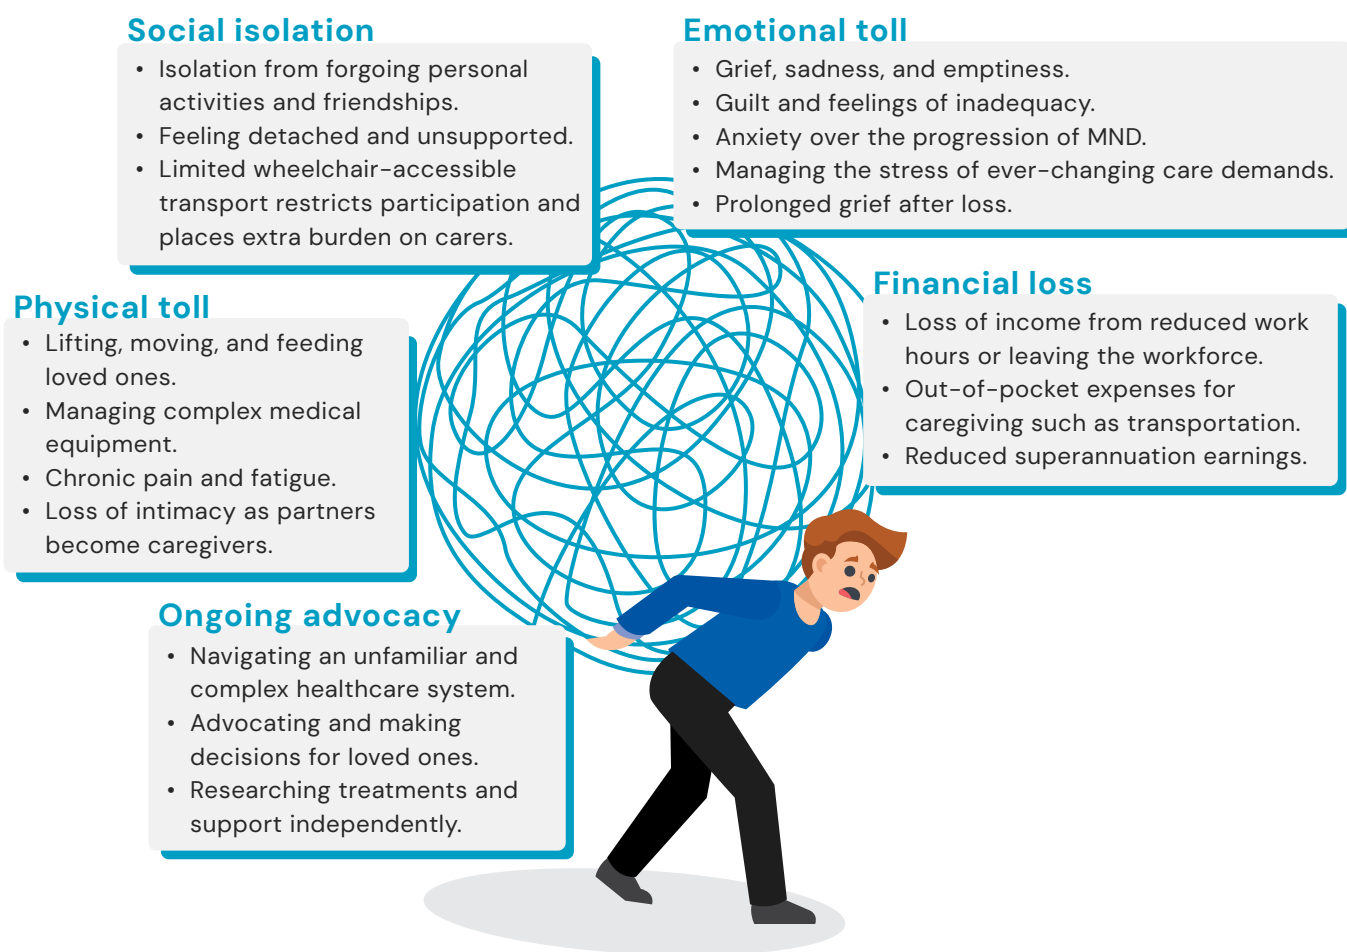 Social isolation
• Isolation from forgoing personal
activities and friendships.
• Feeling detached and unsupported.
• Limited wheelchair-accessible
transport restricts participation and
places extra burden on carers.
Emotional toll
• Grief, sadness, and emptiness.
• Guilt and feelings of inadequacy.
• Anxiety over the progression of MND.
• Managing the stress of ever-changing care demands.
• Prolonged grief after loss.
Physical toll
• Lifting, moving, and feeding
loved ones.
• Managing complex medical
equipment.
• Chronic pain and fatigue.
• Loss of intimacy as partners
become caregivers.
Financial loss
• Loss of income from reduced work
hours or leaving the workforce.
• Out-of-pocket expenses for
caregiving such as transportation.
• Reduced superannuation earnings.
Ongoing advocacy
• Navigating an unfamiliar and
complex healthcare system.
• Advocating and making
decisions for loved ones.
• Researching treatments and
support independently.